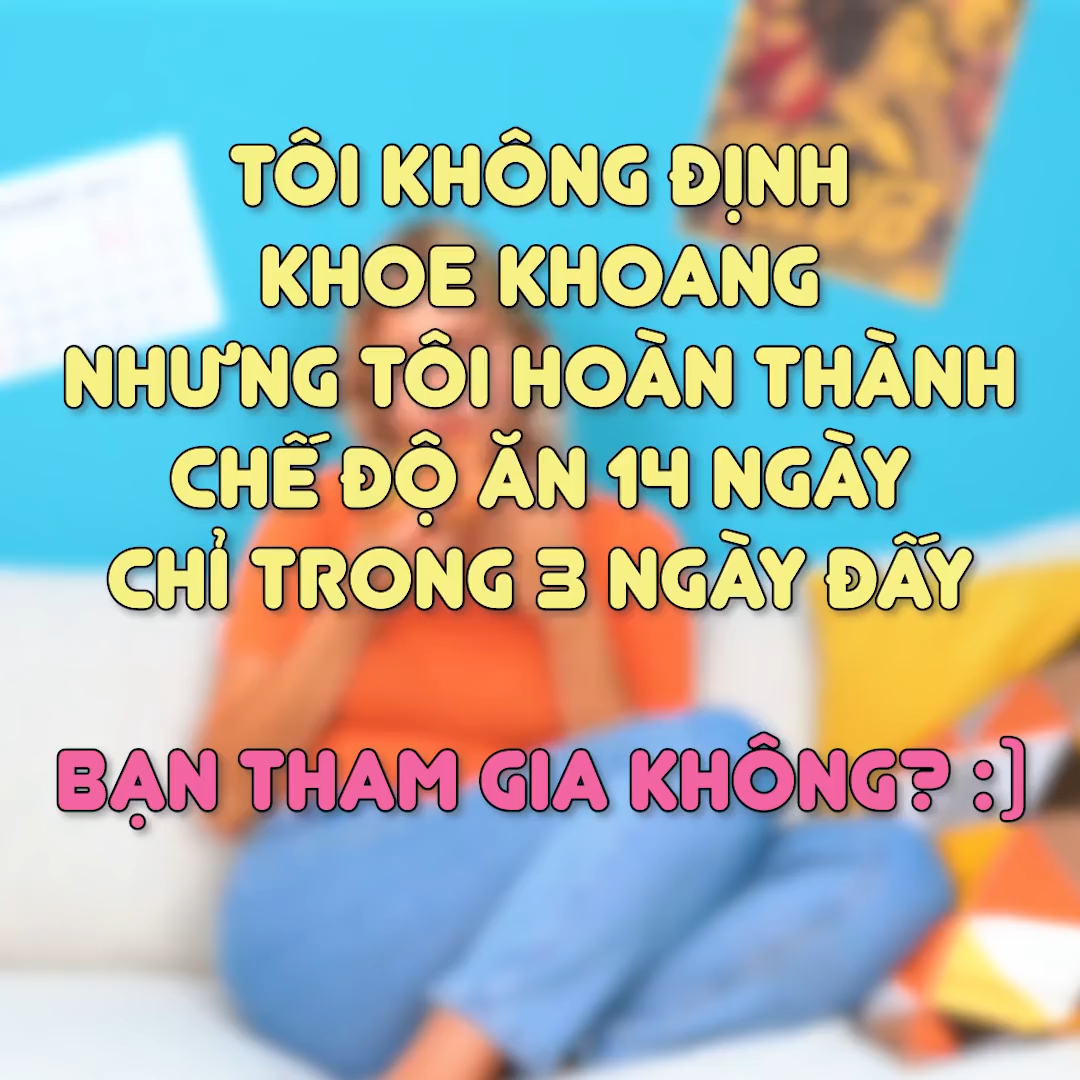 TÔI KHÔNG ĐỊNH
KHOE KHOANG
NHƯNG TÔI HOÀN THÀNH
CHẾ ĐỘ ĂN 14 NGÀY
CHỈ TRONG 3 NGÀY ĐẤY
BẠN THAM GIA KHÔNG? :)